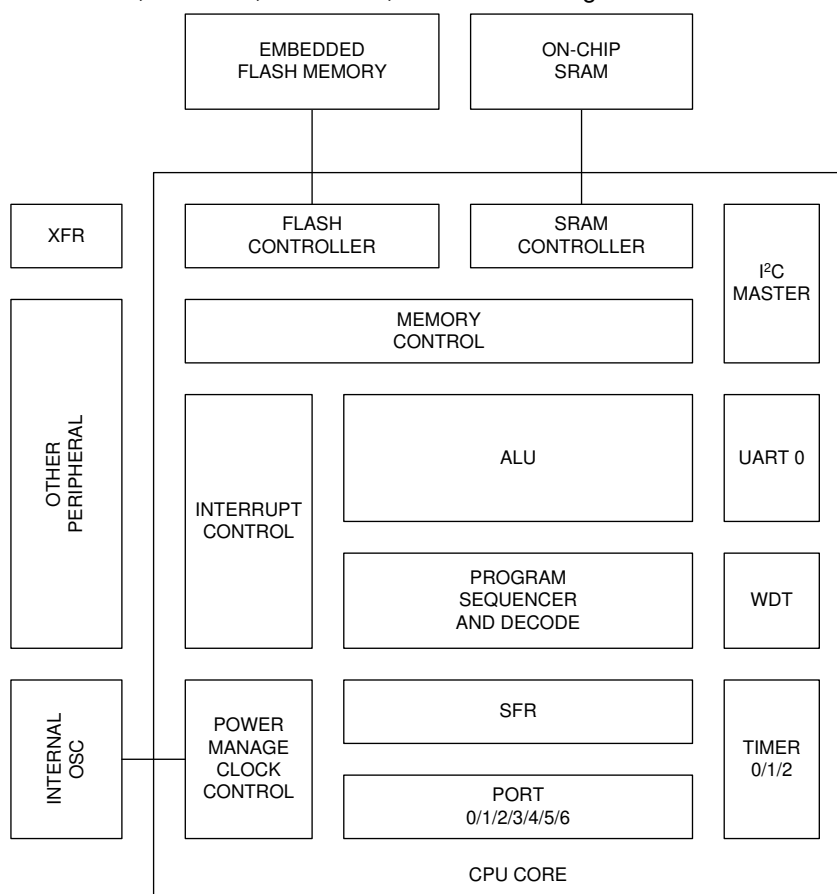 EMBEDDED
FLASH MEMORY
ON-CHIP
SRAM
XFR
FLASH
CONTROLLER
SRAM
CONTROLLER
I²C
MASTER
MEMORY
CONTROL
OTHER
PERIPHERAL
INTERRUPT
CONTROL
ALU
UART 0
PROGRAM
SEQUENCER
AND DECODE
WDT
INTERNAL
OSC
POWER
MANAGE
CLOCK
CONTROL
SFR
TIMER
0/1/2
PORT
0/1/2/3/4/5/6
CPU CORE